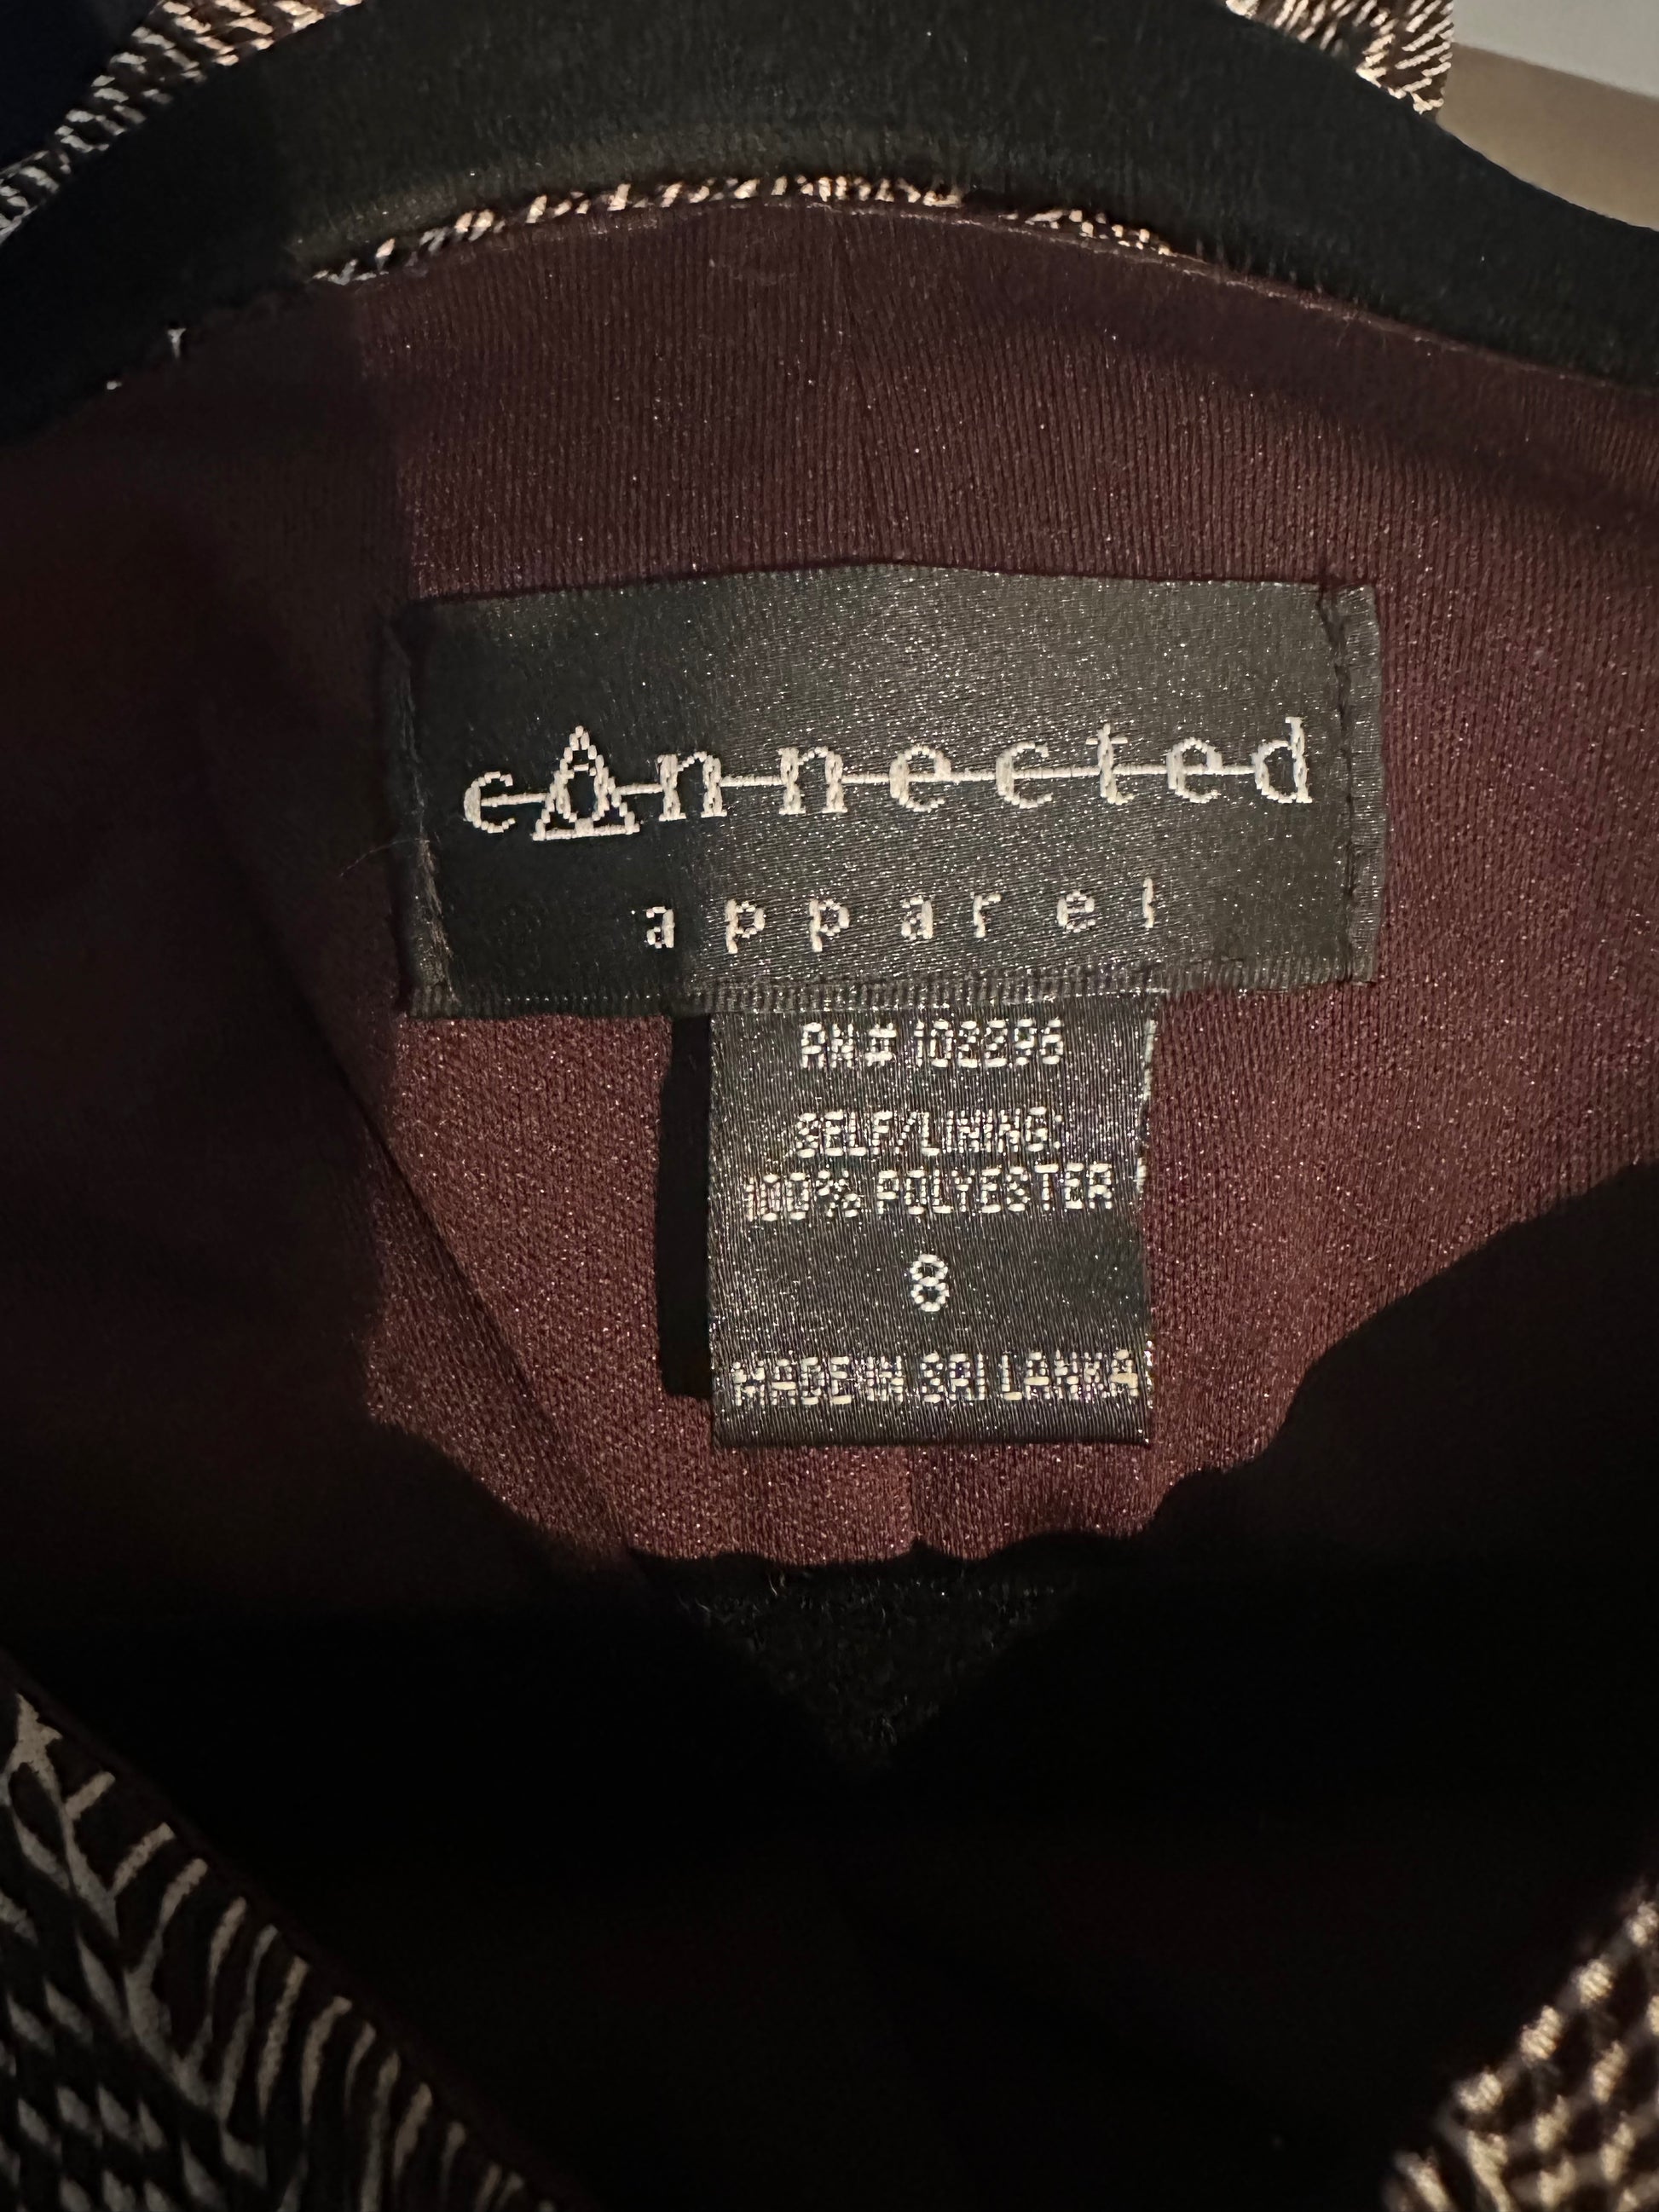 connected
apparel
RN# 102296
SELF/LINING:
100% POLYESTER
8
MADE IN SRI LANKA